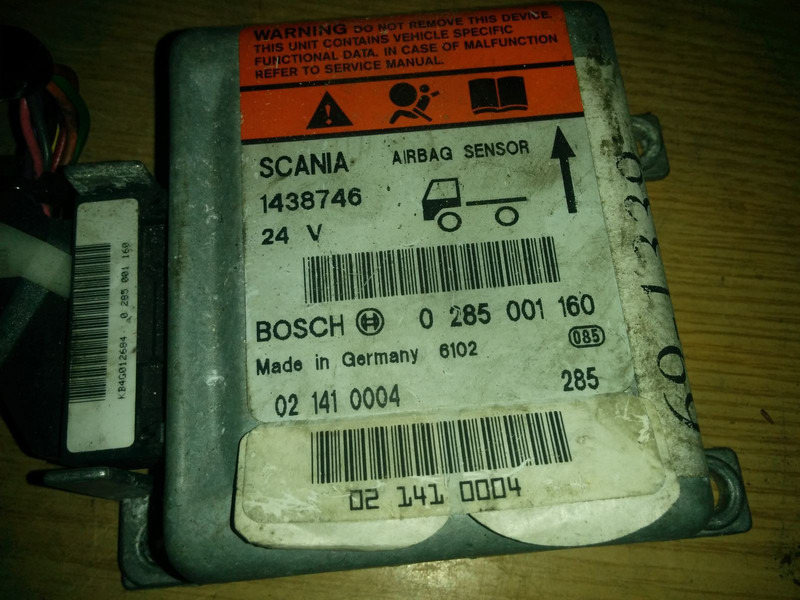 WARNING DO NOT REMOVE THIS DEVICE.
THIS UNIT CONTAINS VEHICLE SPECIFIC
FUNCTIONAL DATA. IN CASE OF MALFUNCTION
REFER TO SERVICE MANUAL.
SCANIA AIRBAG SENSOR
1438746
24 V
BOSCH 0 285 001 160
Made in Germany 6102 085
02 141 0004 285
02 141 0004
KB4G012684 0 285 001 160